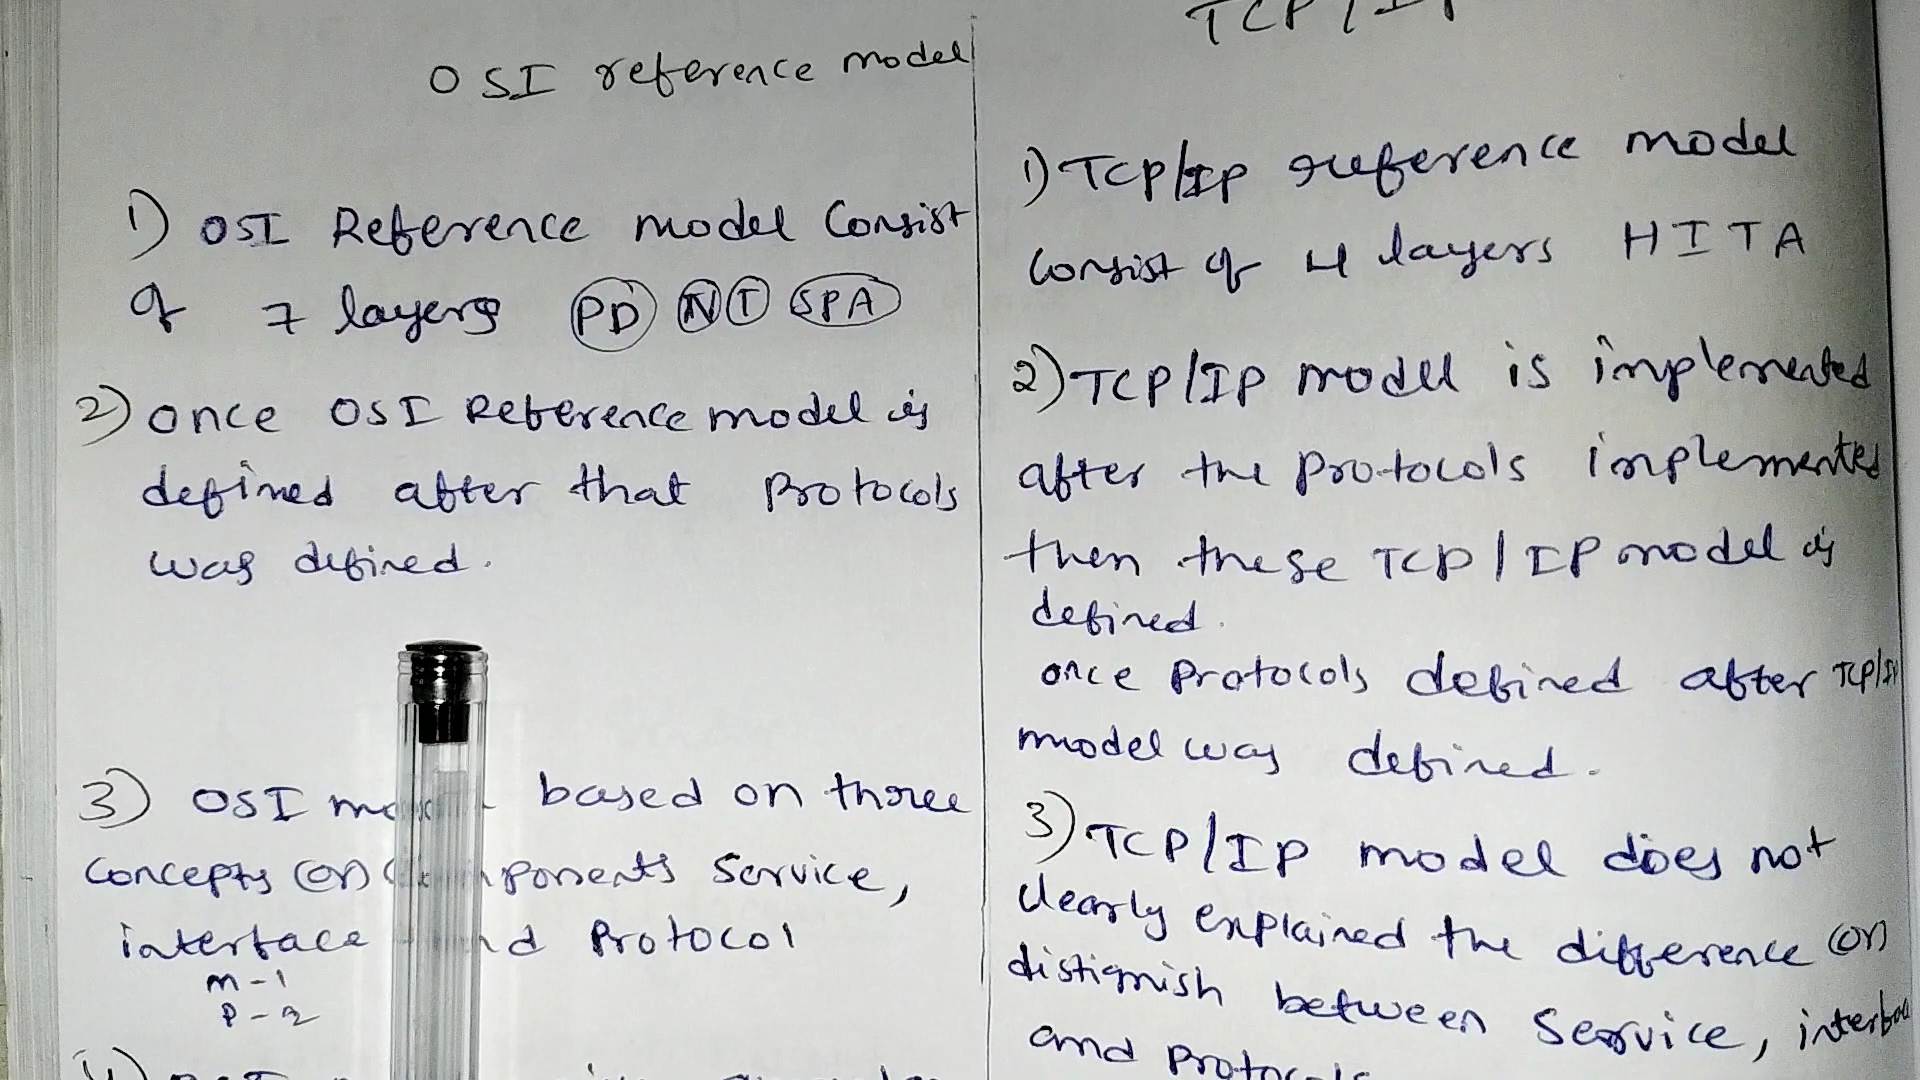 OSI reference model
1) OSI Reference model Consist
of 7 layers PD N T SPA
2) once OSI Reference model is
defined after that Protocols
was defined.
3) OSI based on three
Concepts (or) Service,
interface Protocol
m-1
P-2
TCP/IP
1) TCP/IP reference model
consist of 4 layers HITA
2) TCP/IP model is implemented
after the protocols implemented
then these TCP/IP model is
defined.
once Protocols defined after TCP/IP
model was defined.
3) TCP/IP model does not
clearly explained the difference (or)
distignish between Service,
and Protocols